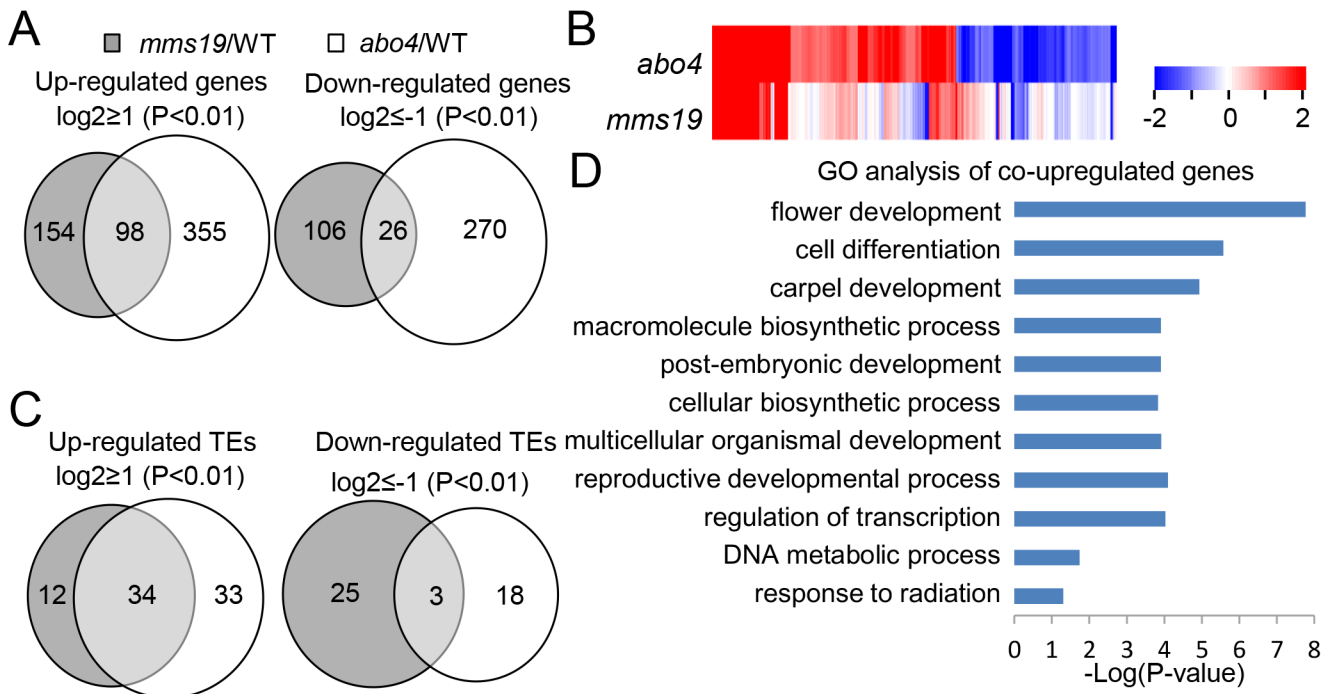 A
mms19/WT
abo4/WT
Up-regulated genes
log2≥1 (P<0.01)
Down-regulated genes
log2≤-1 (P<0.01)
154
98
355
106
26
270
B
abo4
mms19
-2
0
2
C
Up-regulated TEs
log2≥1 (P<0.01)
Down-regulated TEs
log2≤-1 (P<0.01)
12
34
33
25
3
18
D
GO analysis of co-upregulated genes
flower development
cell differentiation
carpel development
macromolecule biosynthetic process
post-embryonic development
cellular biosynthetic process
multicellular organismal development
reproductive developmental process
regulation of transcription
DNA metabolic process
response to radiation
0 1 2 3 4 5 6 7 8
-Log(P-value)